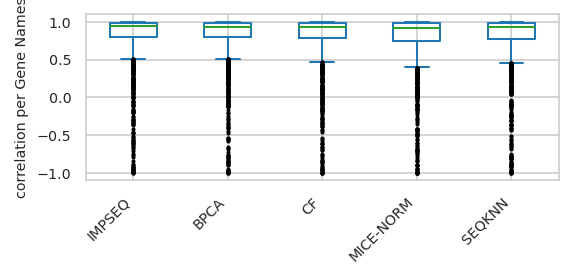 correlation per Gene Names
1.0
0.5
0.0
−0.5
−1.0
IMPSEQ
BPCA
CF
MICE-NORM
SEQKNN